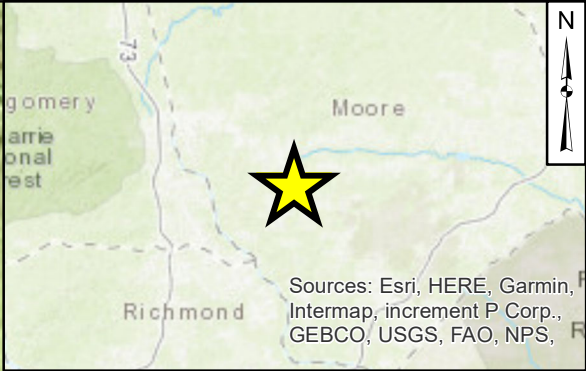 N
73
gomery
Moore
arrie
onal
rest
Richmond
Sources: Esri, HERE, Garmin,
Intermap, increment P Corp.,
GEBCO, USGS, FAO, NPS,
F
R